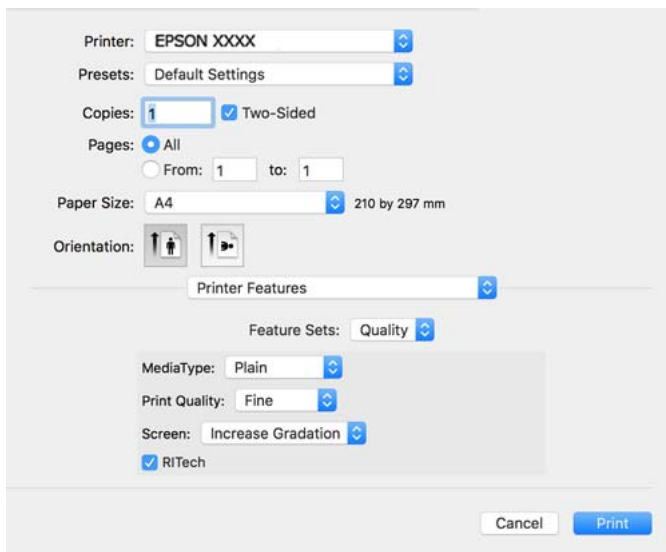 Printer: EPSON XXXX
Presets: Default Settings
Copies: 1 Two-Sided
Pages: All
From: 1 to: 1
Paper Size: A4 210 by 297 mm
Orientation:
Printer Features
Feature Sets: Quality
MediaType: Plain
Print Quality: Fine
Screen: Increase Gradation
RITech
Cancel Print